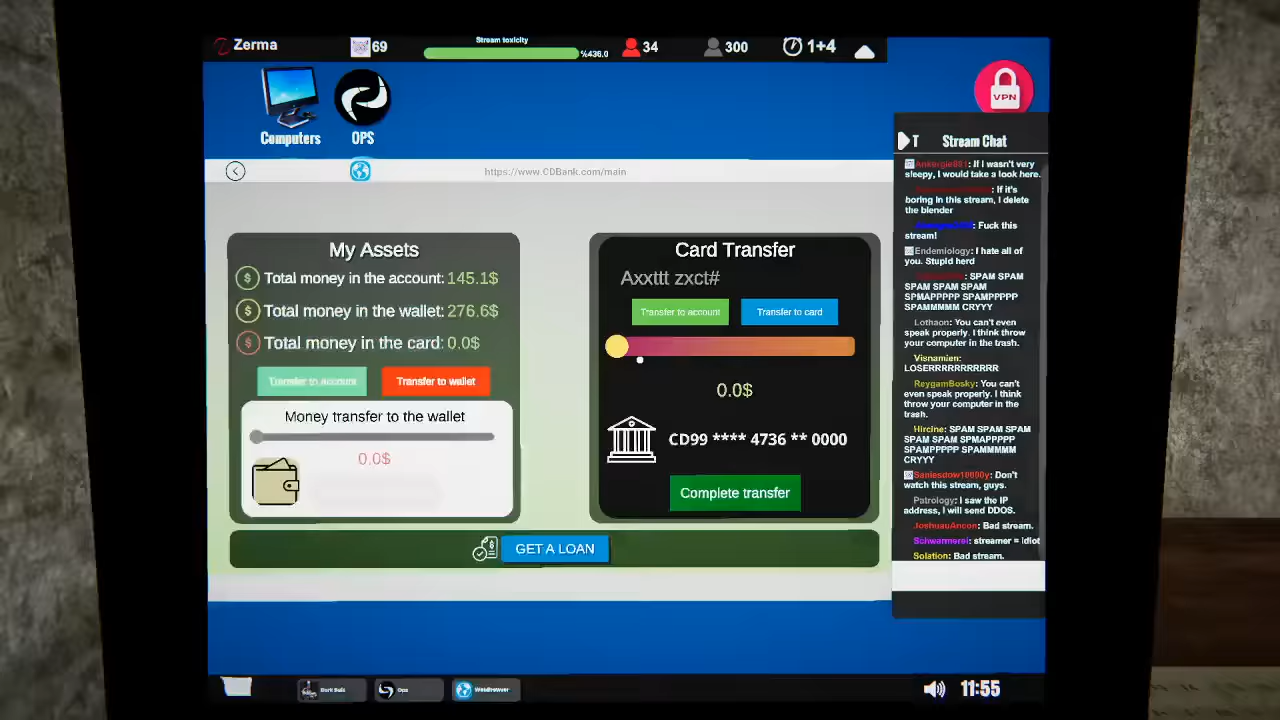 Zerma
69
Stream toxicity
%436.0
34
300
1+4
Computers
OPS
VPN
https://www.CDBank.com/main
My Assets
Total money in the account: 145.1$
Total money in the wallet: 276.6$
Total money in the card: 0.0$
Transfer to account
Transfer to wallet
Money transfer to the wallet
0.0$
Card Transfer
Axxttt zxct#
Transfer to account
Transfer to card
0.0$
CD99 **** 4736 ** 0000
Complete transfer
GET A LOAN
T Stream Chat
If I wasn't very
sleepy, I would take a look here.
If it's
boring in this stream, I delete
the blender
Fuck this
stream!
Endemiology: I hate all of
you. Stupid herd
SPAM SPAM
SPAM SPAM SPAM
SPMAPPPPP SPAMPPPPP
SPAMMMMM CRYYY
Lothaon: You can't even
speak properly. I think throw
your computer in the trash.
Visnamien:
LOSERRRRRRRRRRR
ReygamBosky: You can't
even speak properly. I think
throw your computer in the
trash.
Hircine: SPAM SPAM SPAM
SPAM SPAM SPMAPPPPP
SPAMPPPPP SPAMMMMM
CRYYY
Don't
watch this stream, guys.
Patrology: I saw the IP
address, I will send DDOS.
JoehuauAncon: Bad stream.
Schwarmerei: streamer = idiot
Solation: Bad stream.
Ops
WebBrowser
11:55